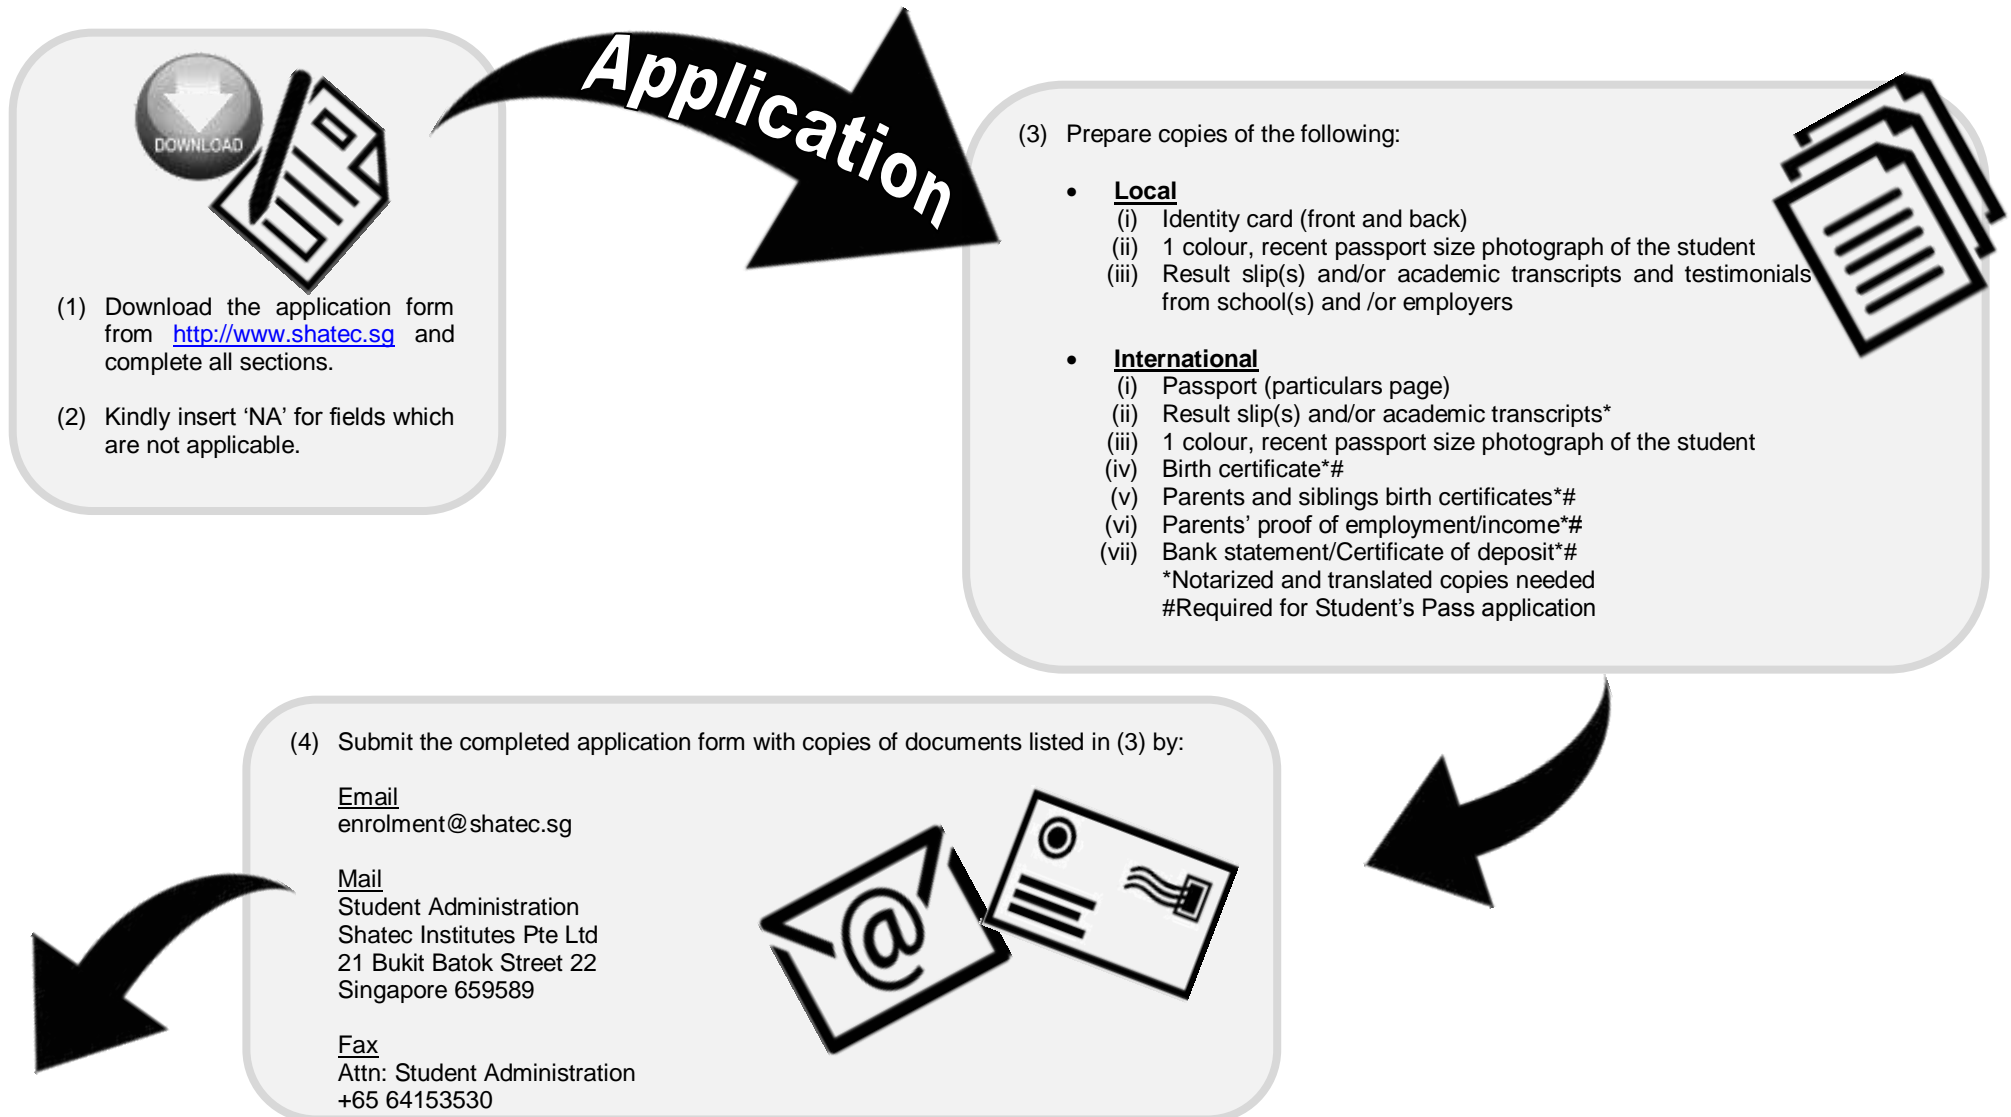 DOWNLOAD
(1) Download the application form
from http://www.shatec.sg and
complete all sections.
(2) Kindly insert ‘NA’ for fields which
are not applicable.
Application
(3) Prepare copies of the following:
• Local
(i) Identity card (front and back)
(ii) 1 colour, recent passport size photograph of the student
(iii) Result slip(s) and/or academic transcripts and testimonials
from school(s) and /or employers
• International
(i) Passport (particulars page)
(ii) Result slip(s) and/or academic transcripts*
(iii) 1 colour, recent passport size photograph of the student
(iv) Birth certificate*#
(v) Parents and siblings birth certificates*#
(vi) Parents’ proof of employment/income*#
(vii) Bank statement/Certificate of deposit*#
*Notarized and translated copies needed
#Required for Student’s Pass application
(4) Submit the completed application form with copies of documents listed in (3) by:
Email
enrolment@shatec.sg
Mail
Student Administration
Shatec Institutes Pte Ltd
21 Bukit Batok Street 22
Singapore 659589
Fax
Attn: Student Administration
+65 64153530
@